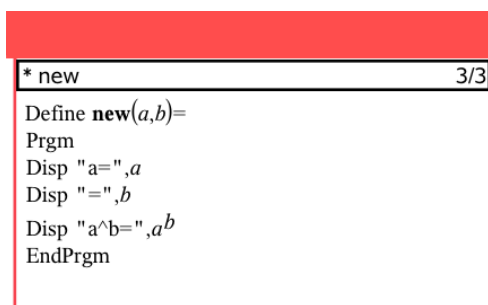 * new 3/3
Define new(a,b)=
Prgm
Disp "a=",a
Disp "=",b
Disp "a^b=",a^b
EndPrgm